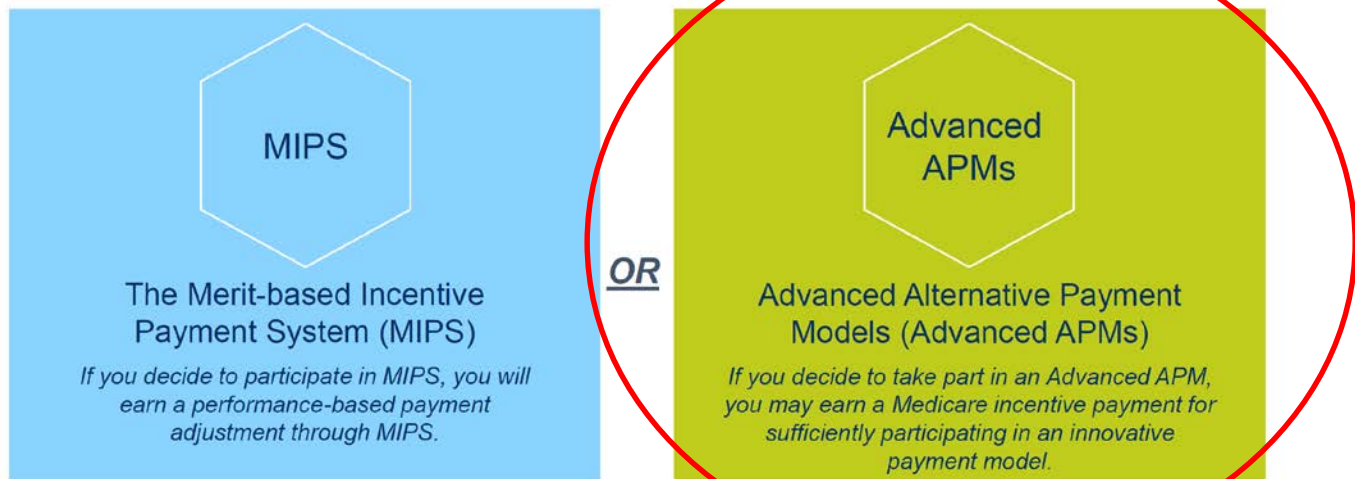 MIPS
The Merit-based Incentive
Payment System (MIPS)
If you decide to participate in MIPS, you will
earn a performance-based payment
adjustment through MIPS.
OR
Advanced
APMs
Advanced Alternative Payment
Models (Advanced APMs)
If you decide to take part in an Advanced APM,
you may earn a Medicare incentive payment for
sufficiently participating in an innovative
payment model.